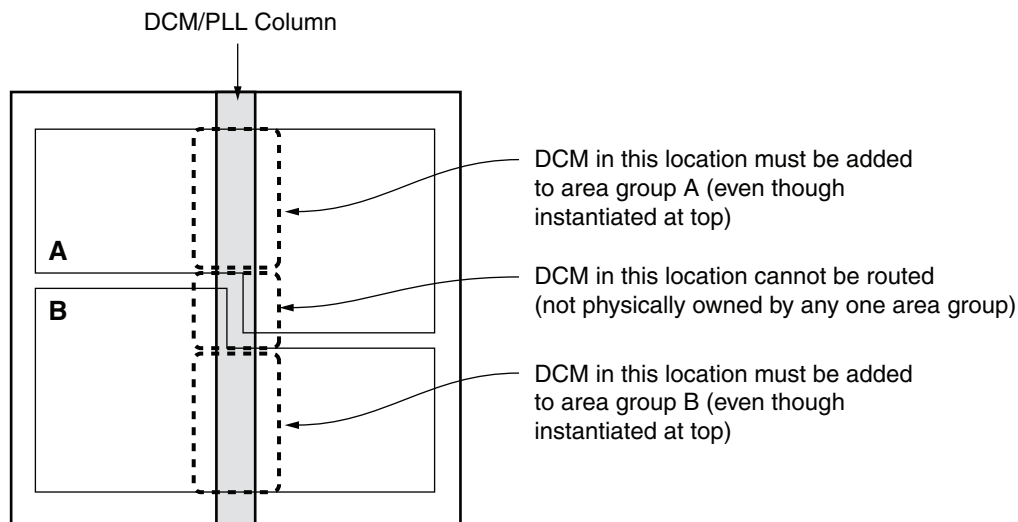 DCM/PLL Column
DCM in this location must be added
to area group A (even though
instantiated at top)
A
DCM in this location cannot be routed
(not physically owned by any one area group)
B
DCM in this location must be added
to area group B (even though
instantiated at top)